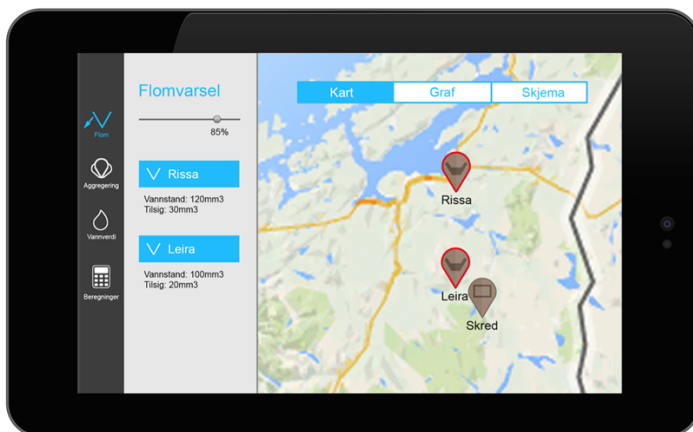 Flom
Aggregering
Vannverdi
Beregninger
Flomvarsel
85%
Rissa
Vannstand: 120mm3
Tilsig: 30mm3
Leira
Vannstand: 100mm3
Tilsig: 20mm3
Kart
Graf
Skjema
Rissa
Leira
Skred